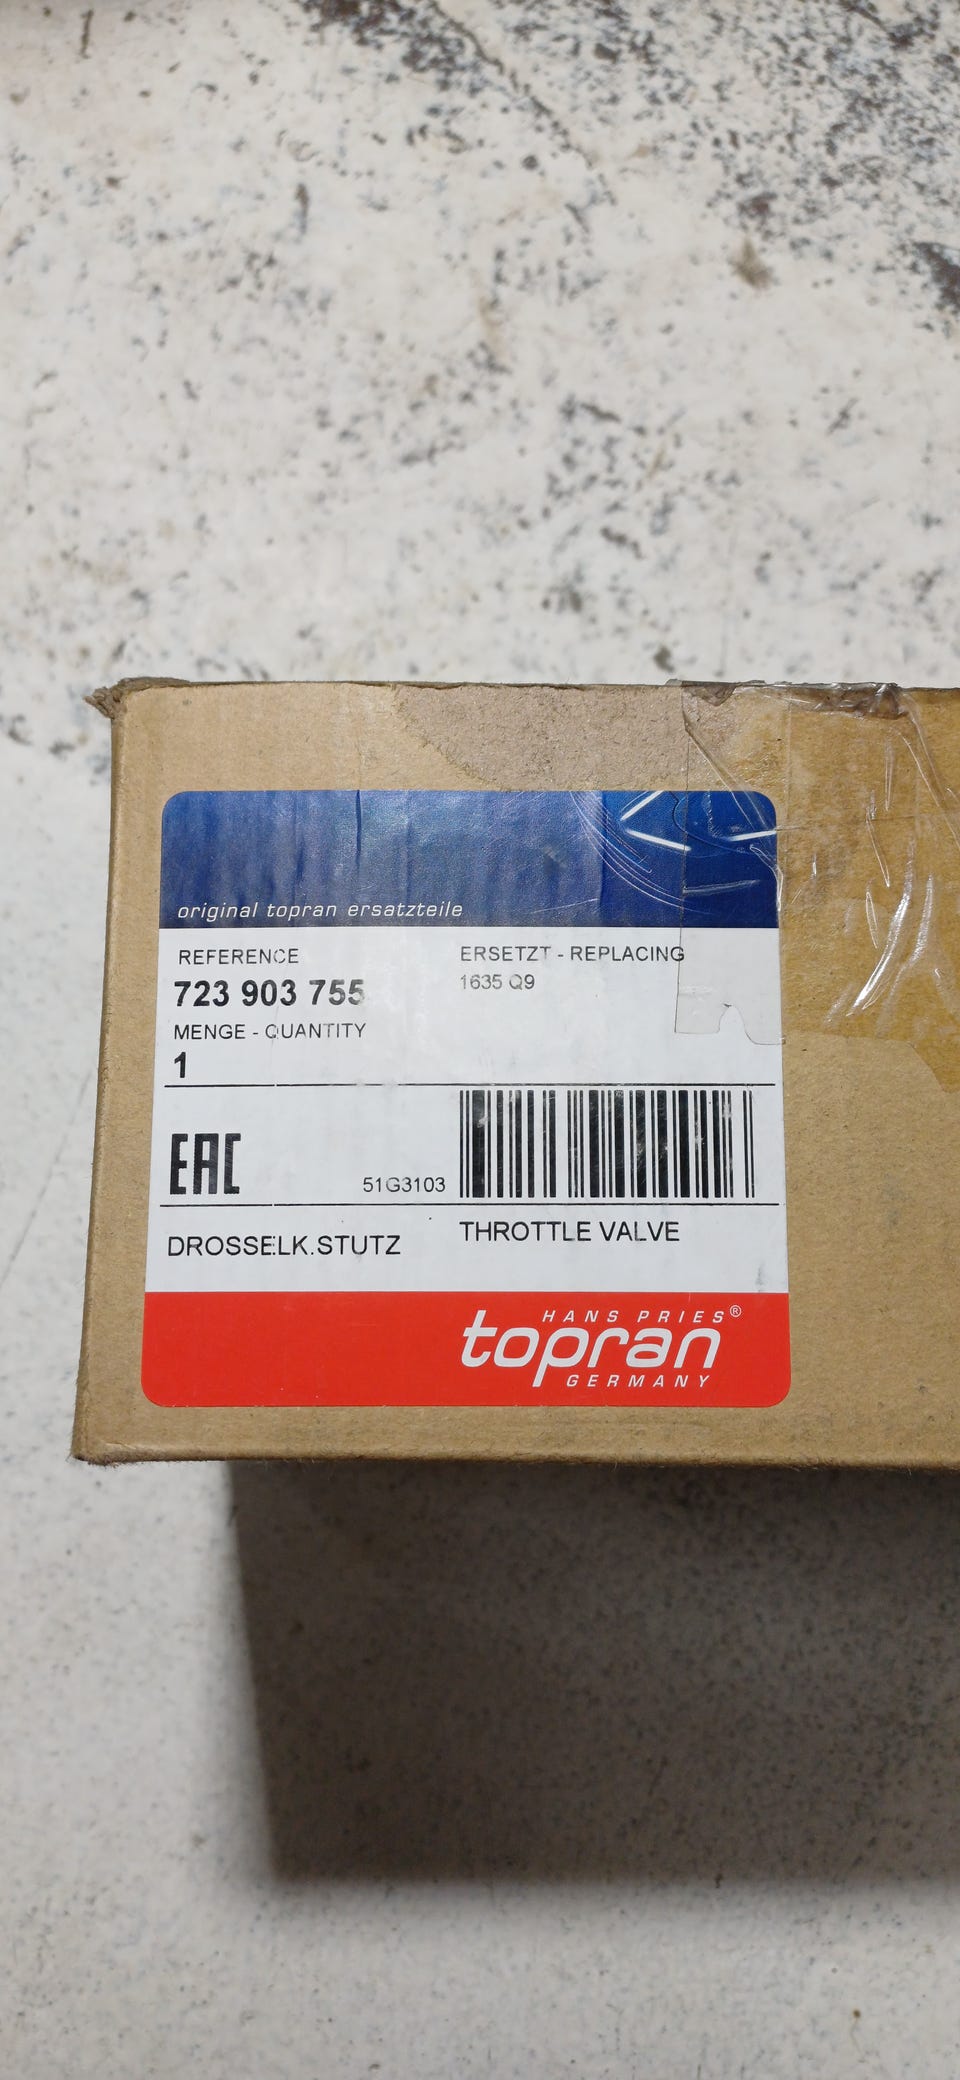 original topran ersatzteile
REFERENCE
723 903 755
MENGE - QUANTITY
1
ERSETZT - REPLACING
1635 Q9
EAC
51G3103
DROSSELK.STUTZ
THROTTLE VALVE
HANS PRIES®
topran
GERMANY